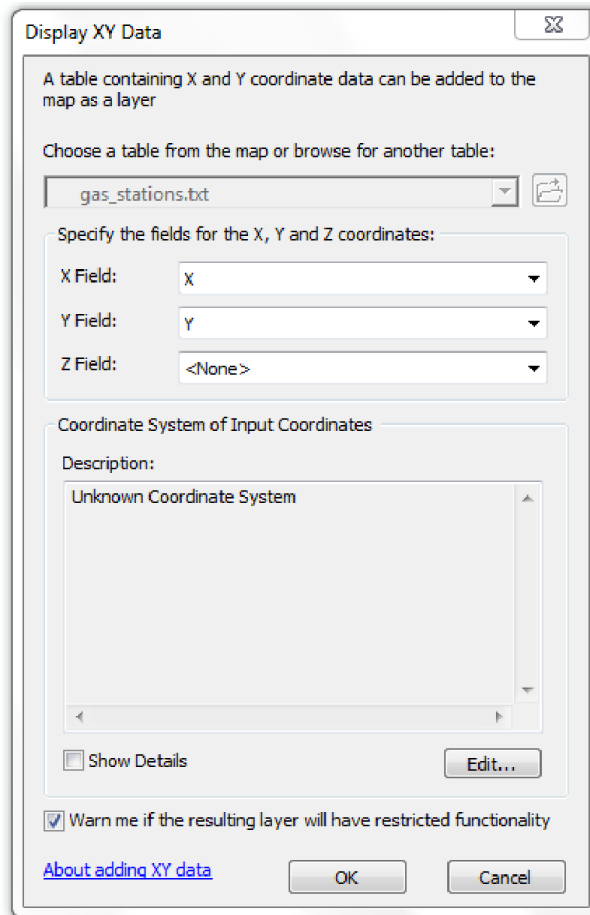 Display XY Data
A table containing X and Y coordinate data can be added to the
map as a layer
Choose a table from the map or browse for another table:
gas_stations.txt
Specify the fields for the X, Y and Z coordinates:
X Field:
X
Y Field:
Y
Z Field:
<None>
Coordinate System of Input Coordinates
Description:
Unknown Coordinate System
Show Details
Edit...
Warn me if the resulting layer will have restricted functionality
About adding XY data
OK
Cancel